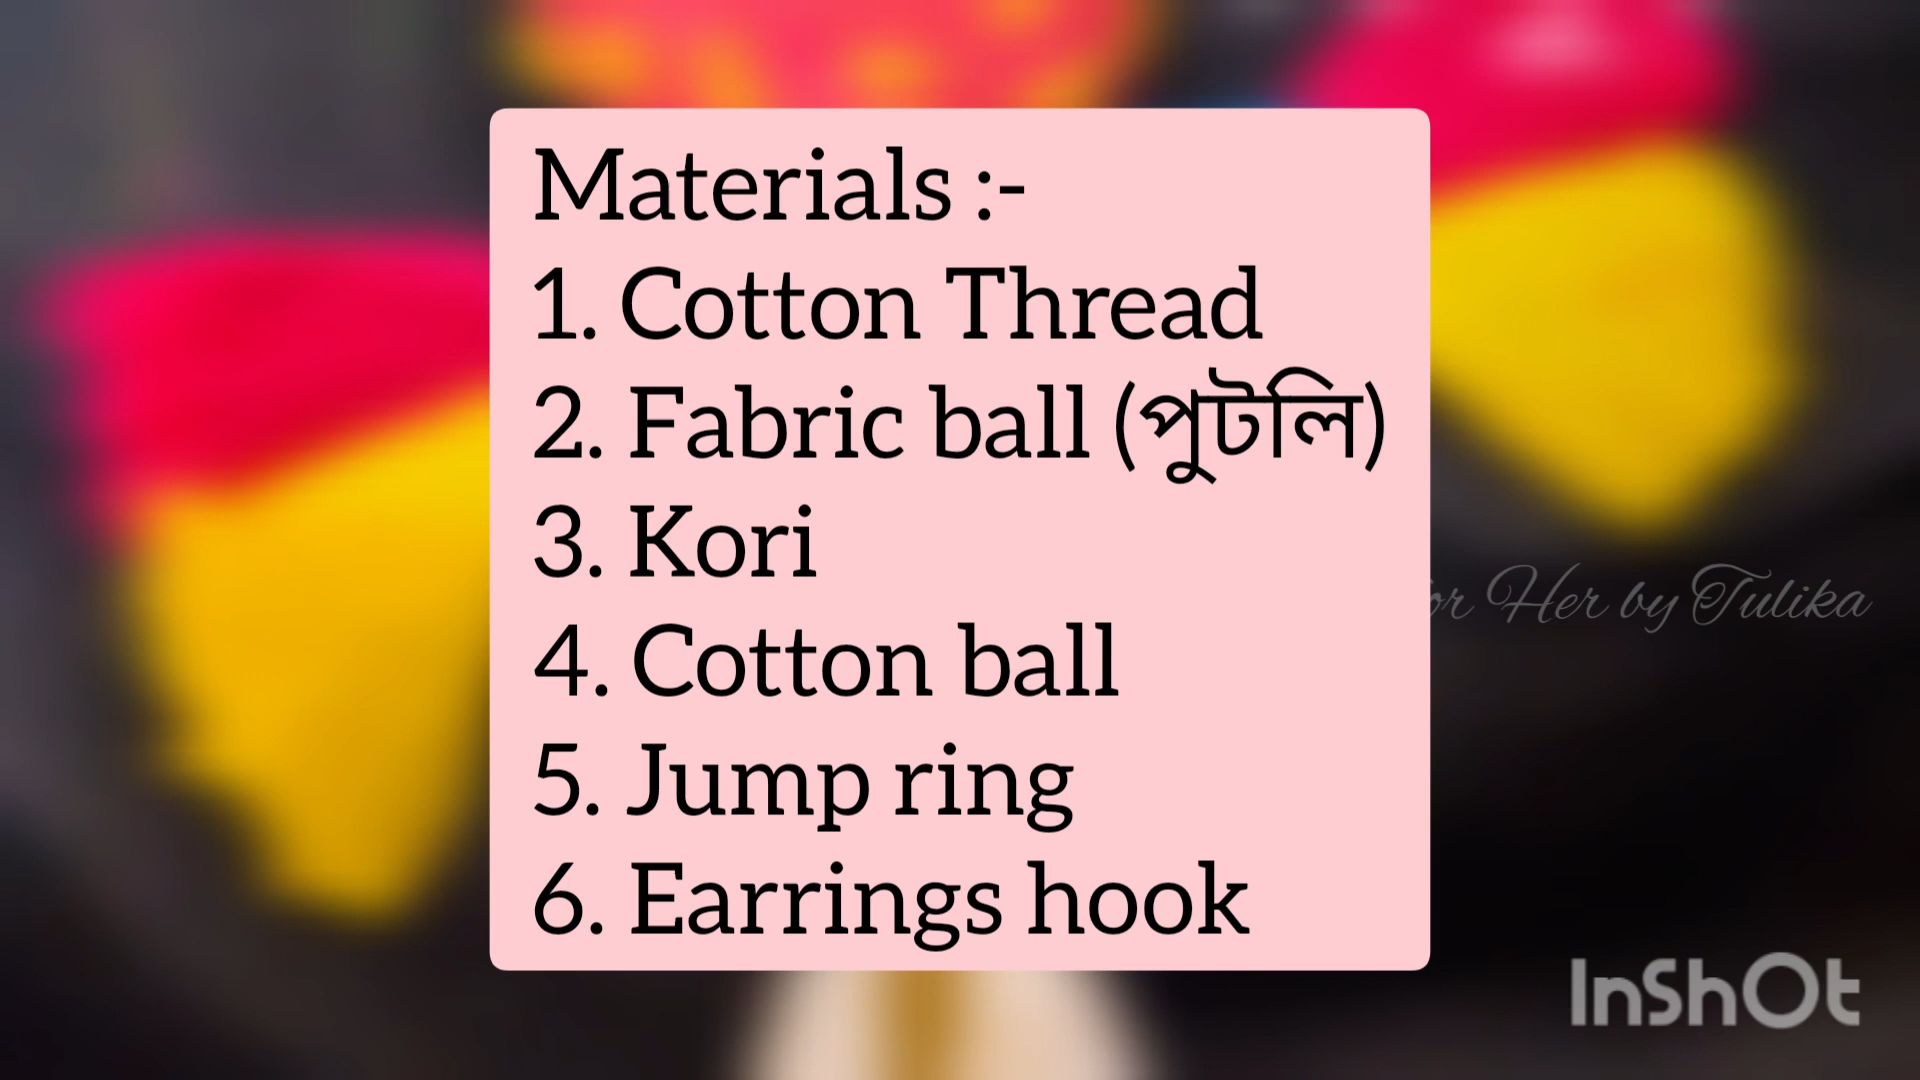 Materials :-
1. Cotton Thread
2. Fabric ball (পুটলি)
3. Kori
4. Cotton ball
5. Jump ring
6. Earrings hook
Her by Tulika
InShOt